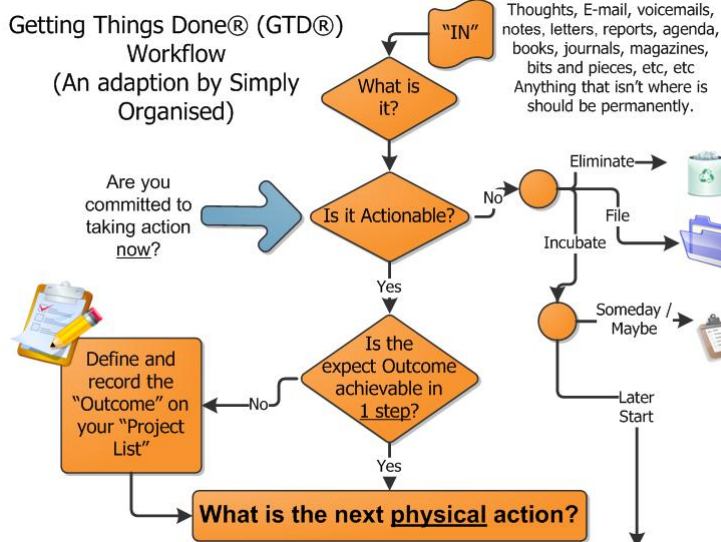 Getting Things Done® (GTD®)
Workflow
(An adaption by Simply
Organised)
"IN"
Thoughts, E-mail, voicemails,
notes, letters, reports, agenda,
books, journals, magazines,
bits and pieces, etc, etc
Anything that isn't where is
should be permanently.
What is
it?
Are you
committed to
taking action
now?
Is it Actionable?
No
Eliminate
File
Incubate
Yes
Someday /
Maybe
Later
Start
Is the
expect Outcome
achievable in
1 step?
No
Define and
record the
"Outcome" on
your "Project
List"
Yes
What is the next physical action?